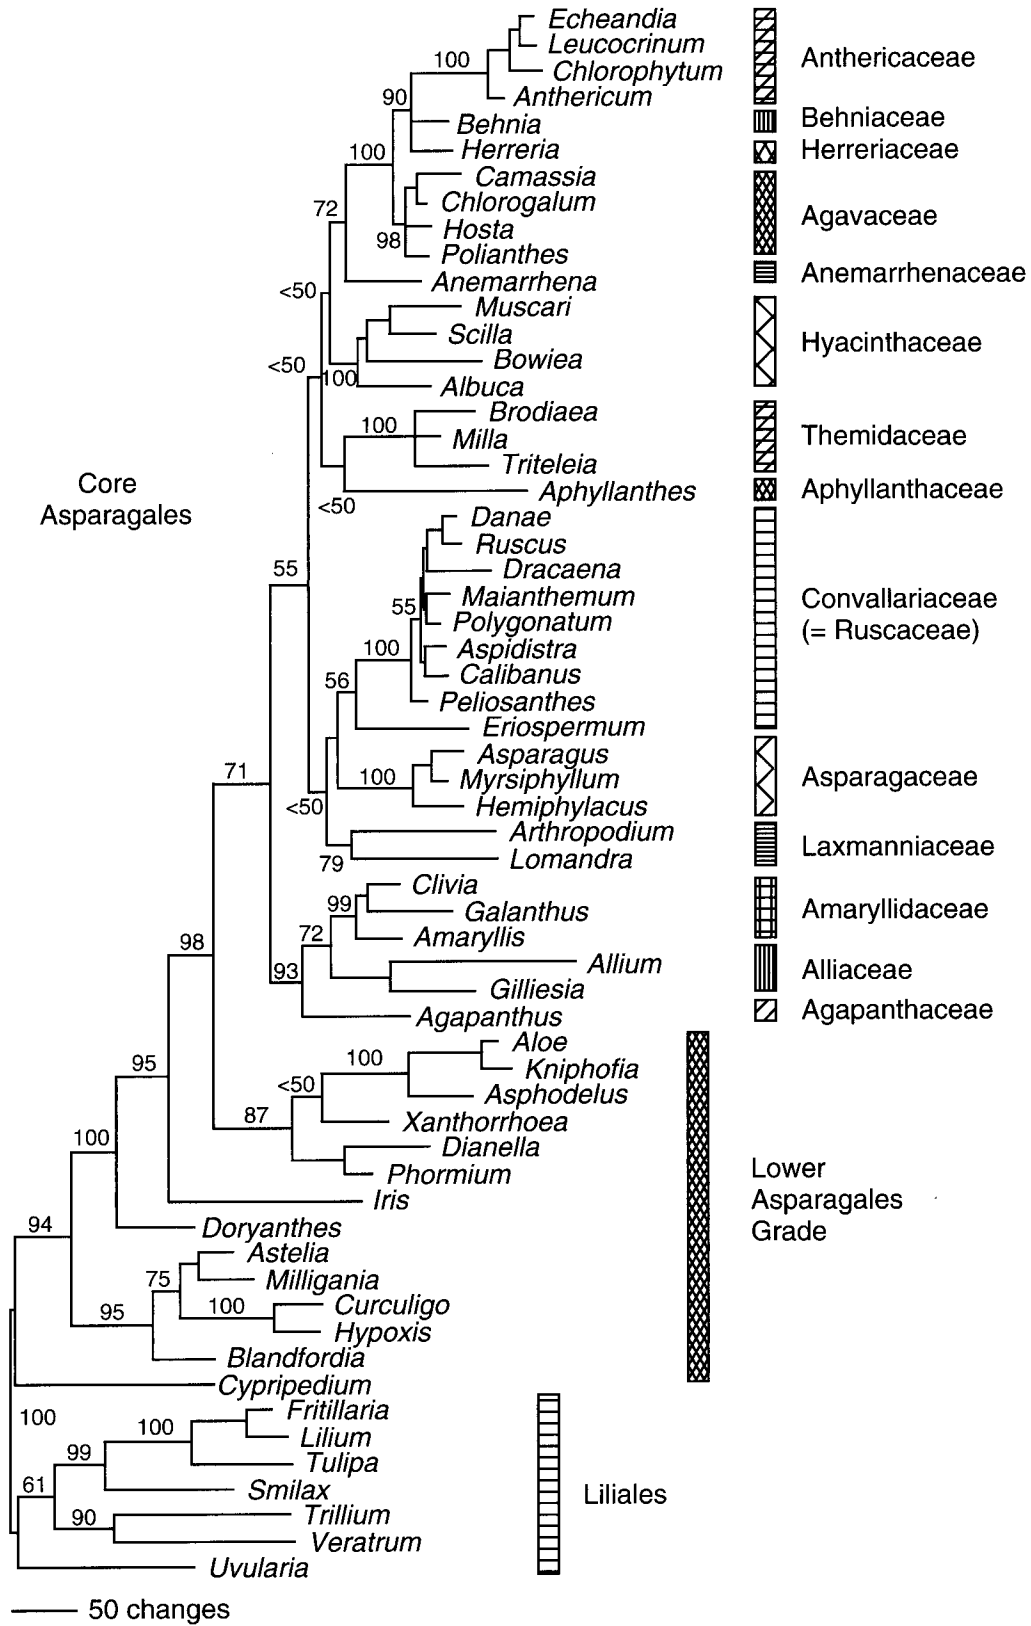 Echeandia
Leucocrinum
100
Chlorophytum
Anthericaceae
Anthericum
90
Behnia
Behniaceae
Herreria
Herreriaceae
100
Camassia
Chlorogalum
72
Agavaceae
Hosta
98
Polianthes
Anemarrhena
Anemarrhenaceae
<50
Muscari
Scilla
Hyacinthaceae
Bowiea
<50
100
Albuca
Brodiaea
100
Milla
Themidaceae
Triteleia
Aphyllanthes
Aphyllanthaceae
<50
Core
Asparagales
Danae
Ruscus
55
Dracaena
Maianthemum
Convallariaceae
(= Ruscaceae)
55
Polygonatum
Aspidistra
100
Calibanus
56
Peliosanthes
Eriospermum
Asparagus
71
100
Myrsiphyllum
Asparagaceae
<50
Hemiphylacus
Arthropodium
Laxmanniaceae
79
Lomandra
Clivia
99
Galanthus
Amaryllidaceae
72
Amaryllis
98
Allium
93
Alliaceae
Gilliesia
Agapanthus
Agapanthaceae
Aloe
95
100
Kniphofia
<50
Asphodelus
87
Xanthorrhoea
100
Dianella
Phormium
Lower
Asparagales
Grade
Iris
94
Doryanthes
Astelia
75
Milligania
95
100
Curculigo
Hypoxis
Blandfordia
Cypripedium
100
Fritillaria
100
Lilium
99
Tulipa
61
Smilax
Liliales
90
Trillium
Veratrum
Uvularia
50 changes